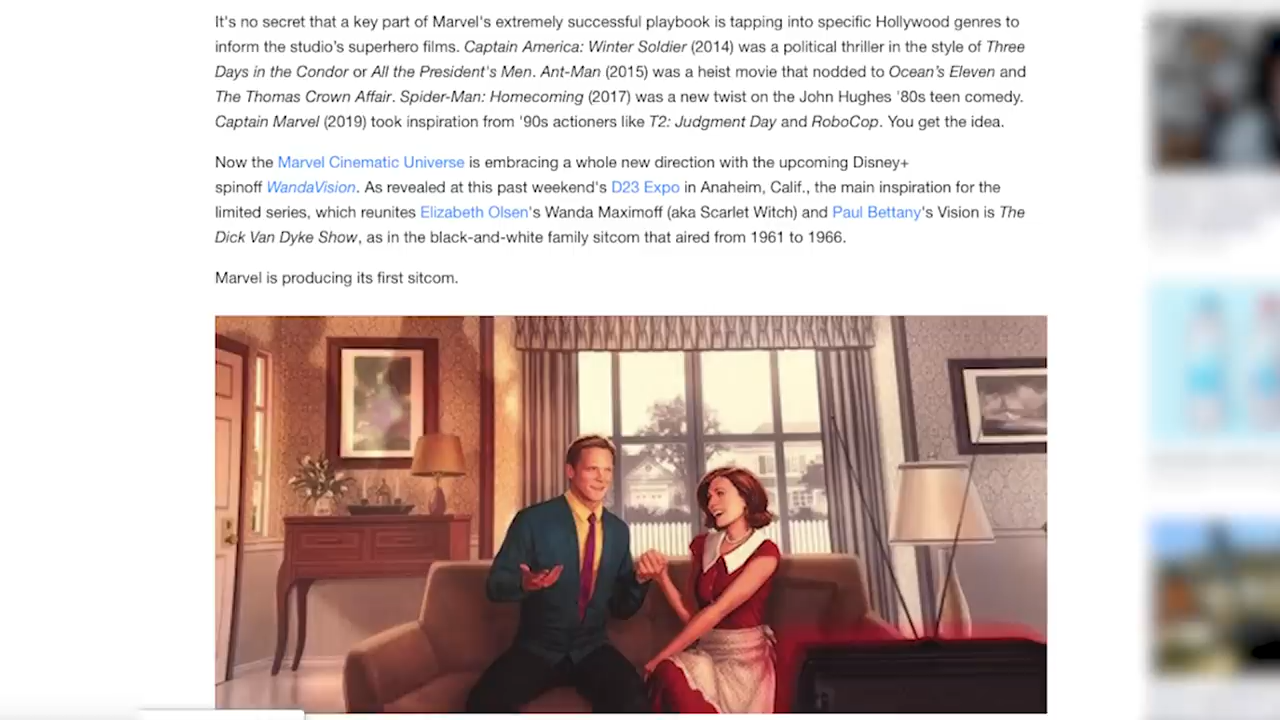 It's no secret that a key part of Marvel's extremely successful playbook is tapping into specific Hollywood genres to
inform the studio's superhero films. Captain America: Winter Soldier (2014) was a political thriller in the style of Three
Days in the Condor or All the President's Men. Ant-Man (2015) was a heist movie that nodded to Ocean's Eleven and
The Thomas Crown Affair. Spider-Man: Homecoming (2017) was a new twist on the John Hughes '80s teen comedy.
Captain Marvel (2019) took inspiration from '90s actioners like T2: Judgment Day and RoboCop. You get the idea.
Now the Marvel Cinematic Universe is embracing a whole new direction with the upcoming Disney+
spinoff WandaVision. As revealed at this past weekend's D23 Expo in Anaheim, Calif., the main inspiration for the
limited series, which reunites Elizabeth Olsen's Wanda Maximoff (aka Scarlet Witch) and Paul Bettany's Vision is The
Dick Van Dyke Show, as in the black-and-white family sitcom that aired from 1961 to 1966.
Marvel is producing its first sitcom.